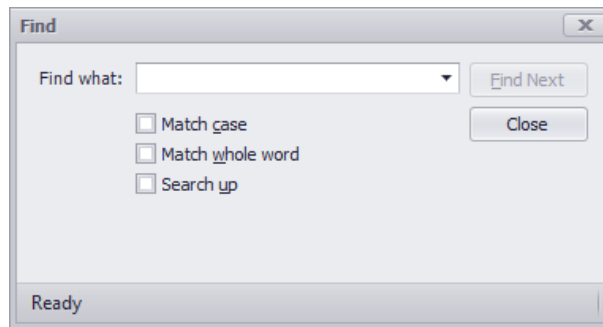 Find
Find what:
Find Next
Match case
Close
Match whole word
Search up
Ready